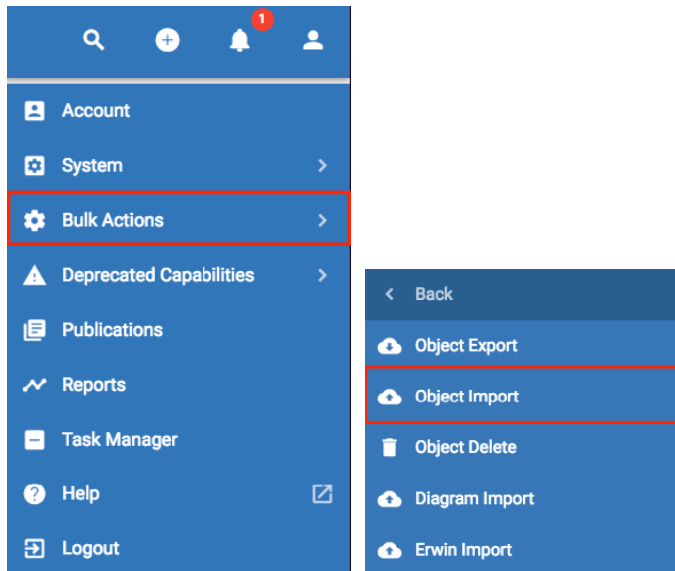 1
Account
System
Bulk Actions
Deprecated Capabilities
Publications
Reports
Task Manager
Help
Logout
Back
Object Export
Object Import
Object Delete
Diagram Import
Erwin Import